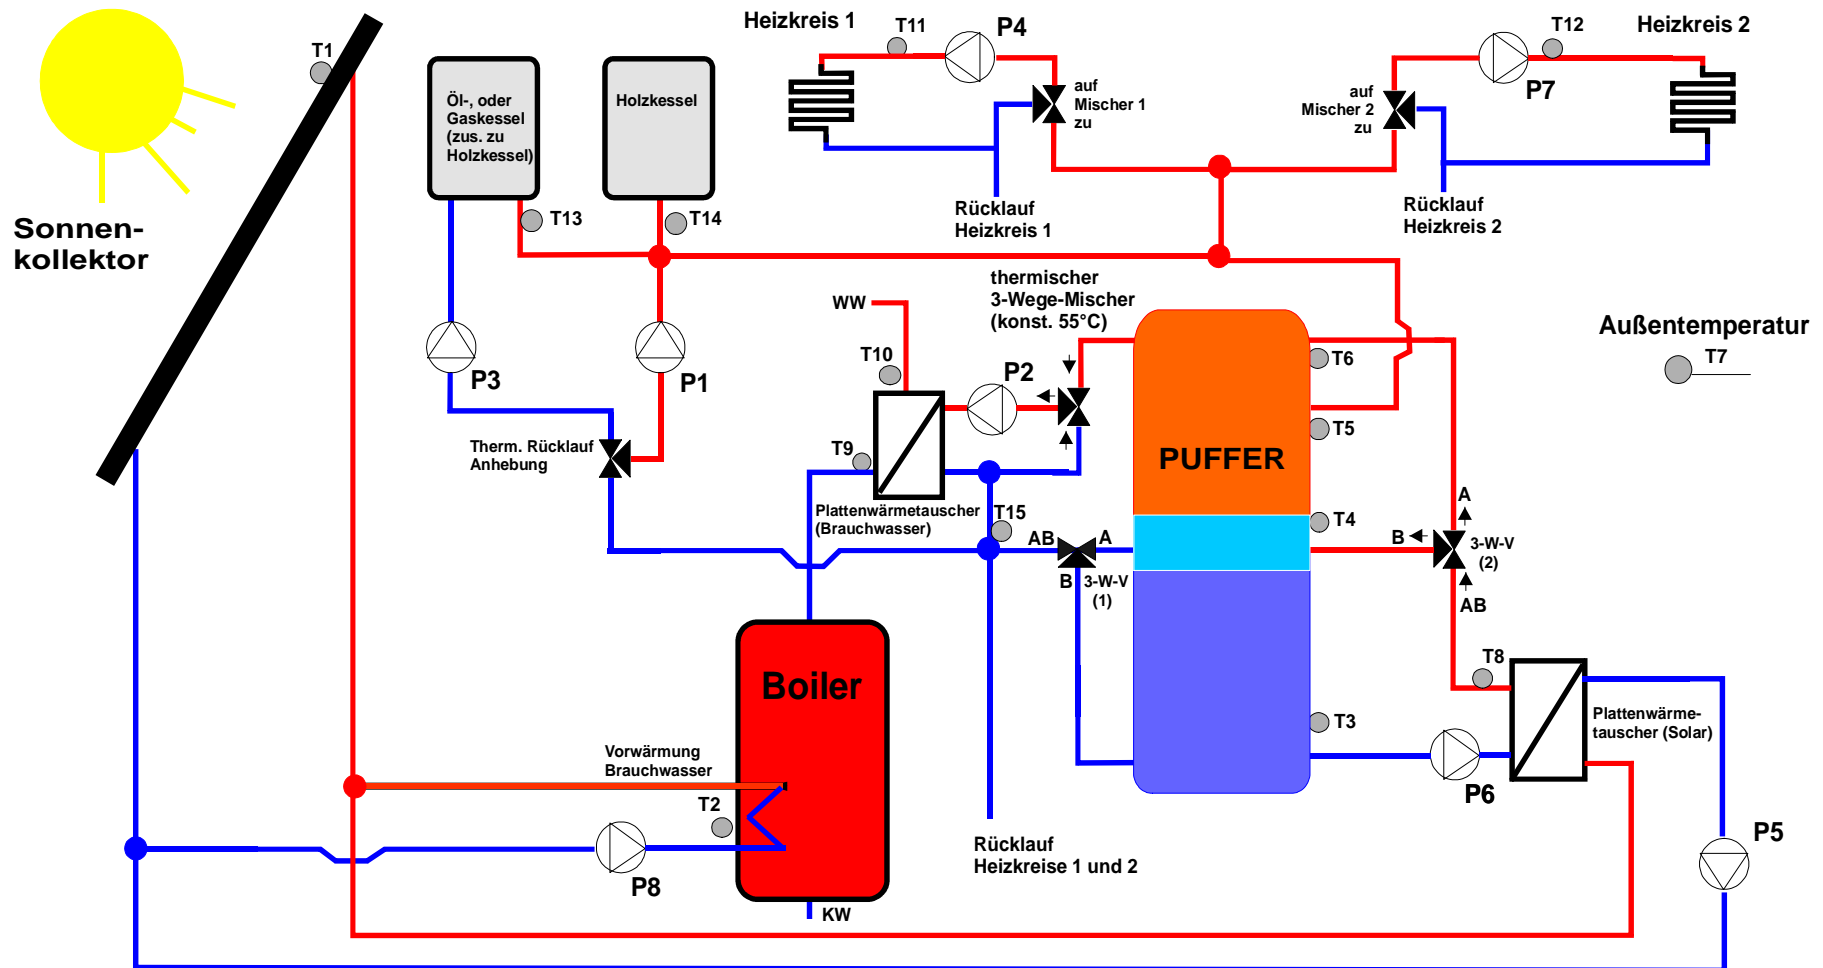 Heizkreis 1
T11
P4
T12
Heizkreis 2
T1
P7
Öl-, oder
Gaskessel
(zus. zu
Holzkessel)
Holzkessel
auf
Mischer 1
zu
auf
Mischer 2
zu
Sonnen-
kollektor
T13
T14
Rücklauf
Heizkreis 1
Rücklauf
Heizkreis 2
thermischer
3-Wege-Mischer
(konst. 55°C)
WW
Außentemperatur
T7
T10
P2
T6
P3
P1
T5
Therm. Rücklauf
Anhebung
T9
PUFFER
Plattenwärmetauscher
(Brauchwasser)
T15
T4
A
AB
A
B
3-W-V
(1)
B
3-W-V
(2)
AB
Boiler
T8
T3
Plattenwärme-
tauscher (Solar)
Vorwärmung
Brauchwasser
T2
P6
P5
Rücklauf
Heizkreise 1 und 2
P8
KW